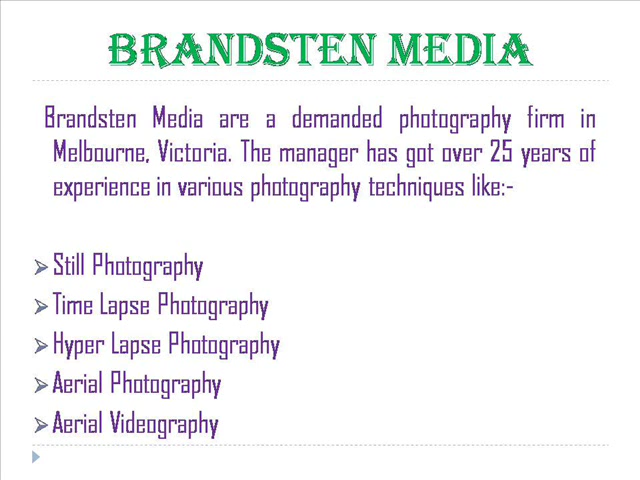 BRANDSTEN MEDIA
Brandsten Media are a demanded photography firm in
Melbourne, Victoria. The manager has got over 25 years of
experience in various photography techniques like:-
Still Photography
Time Lapse Photography
Hyper Lapse Photography
Aerial Photography
Aerial Videography